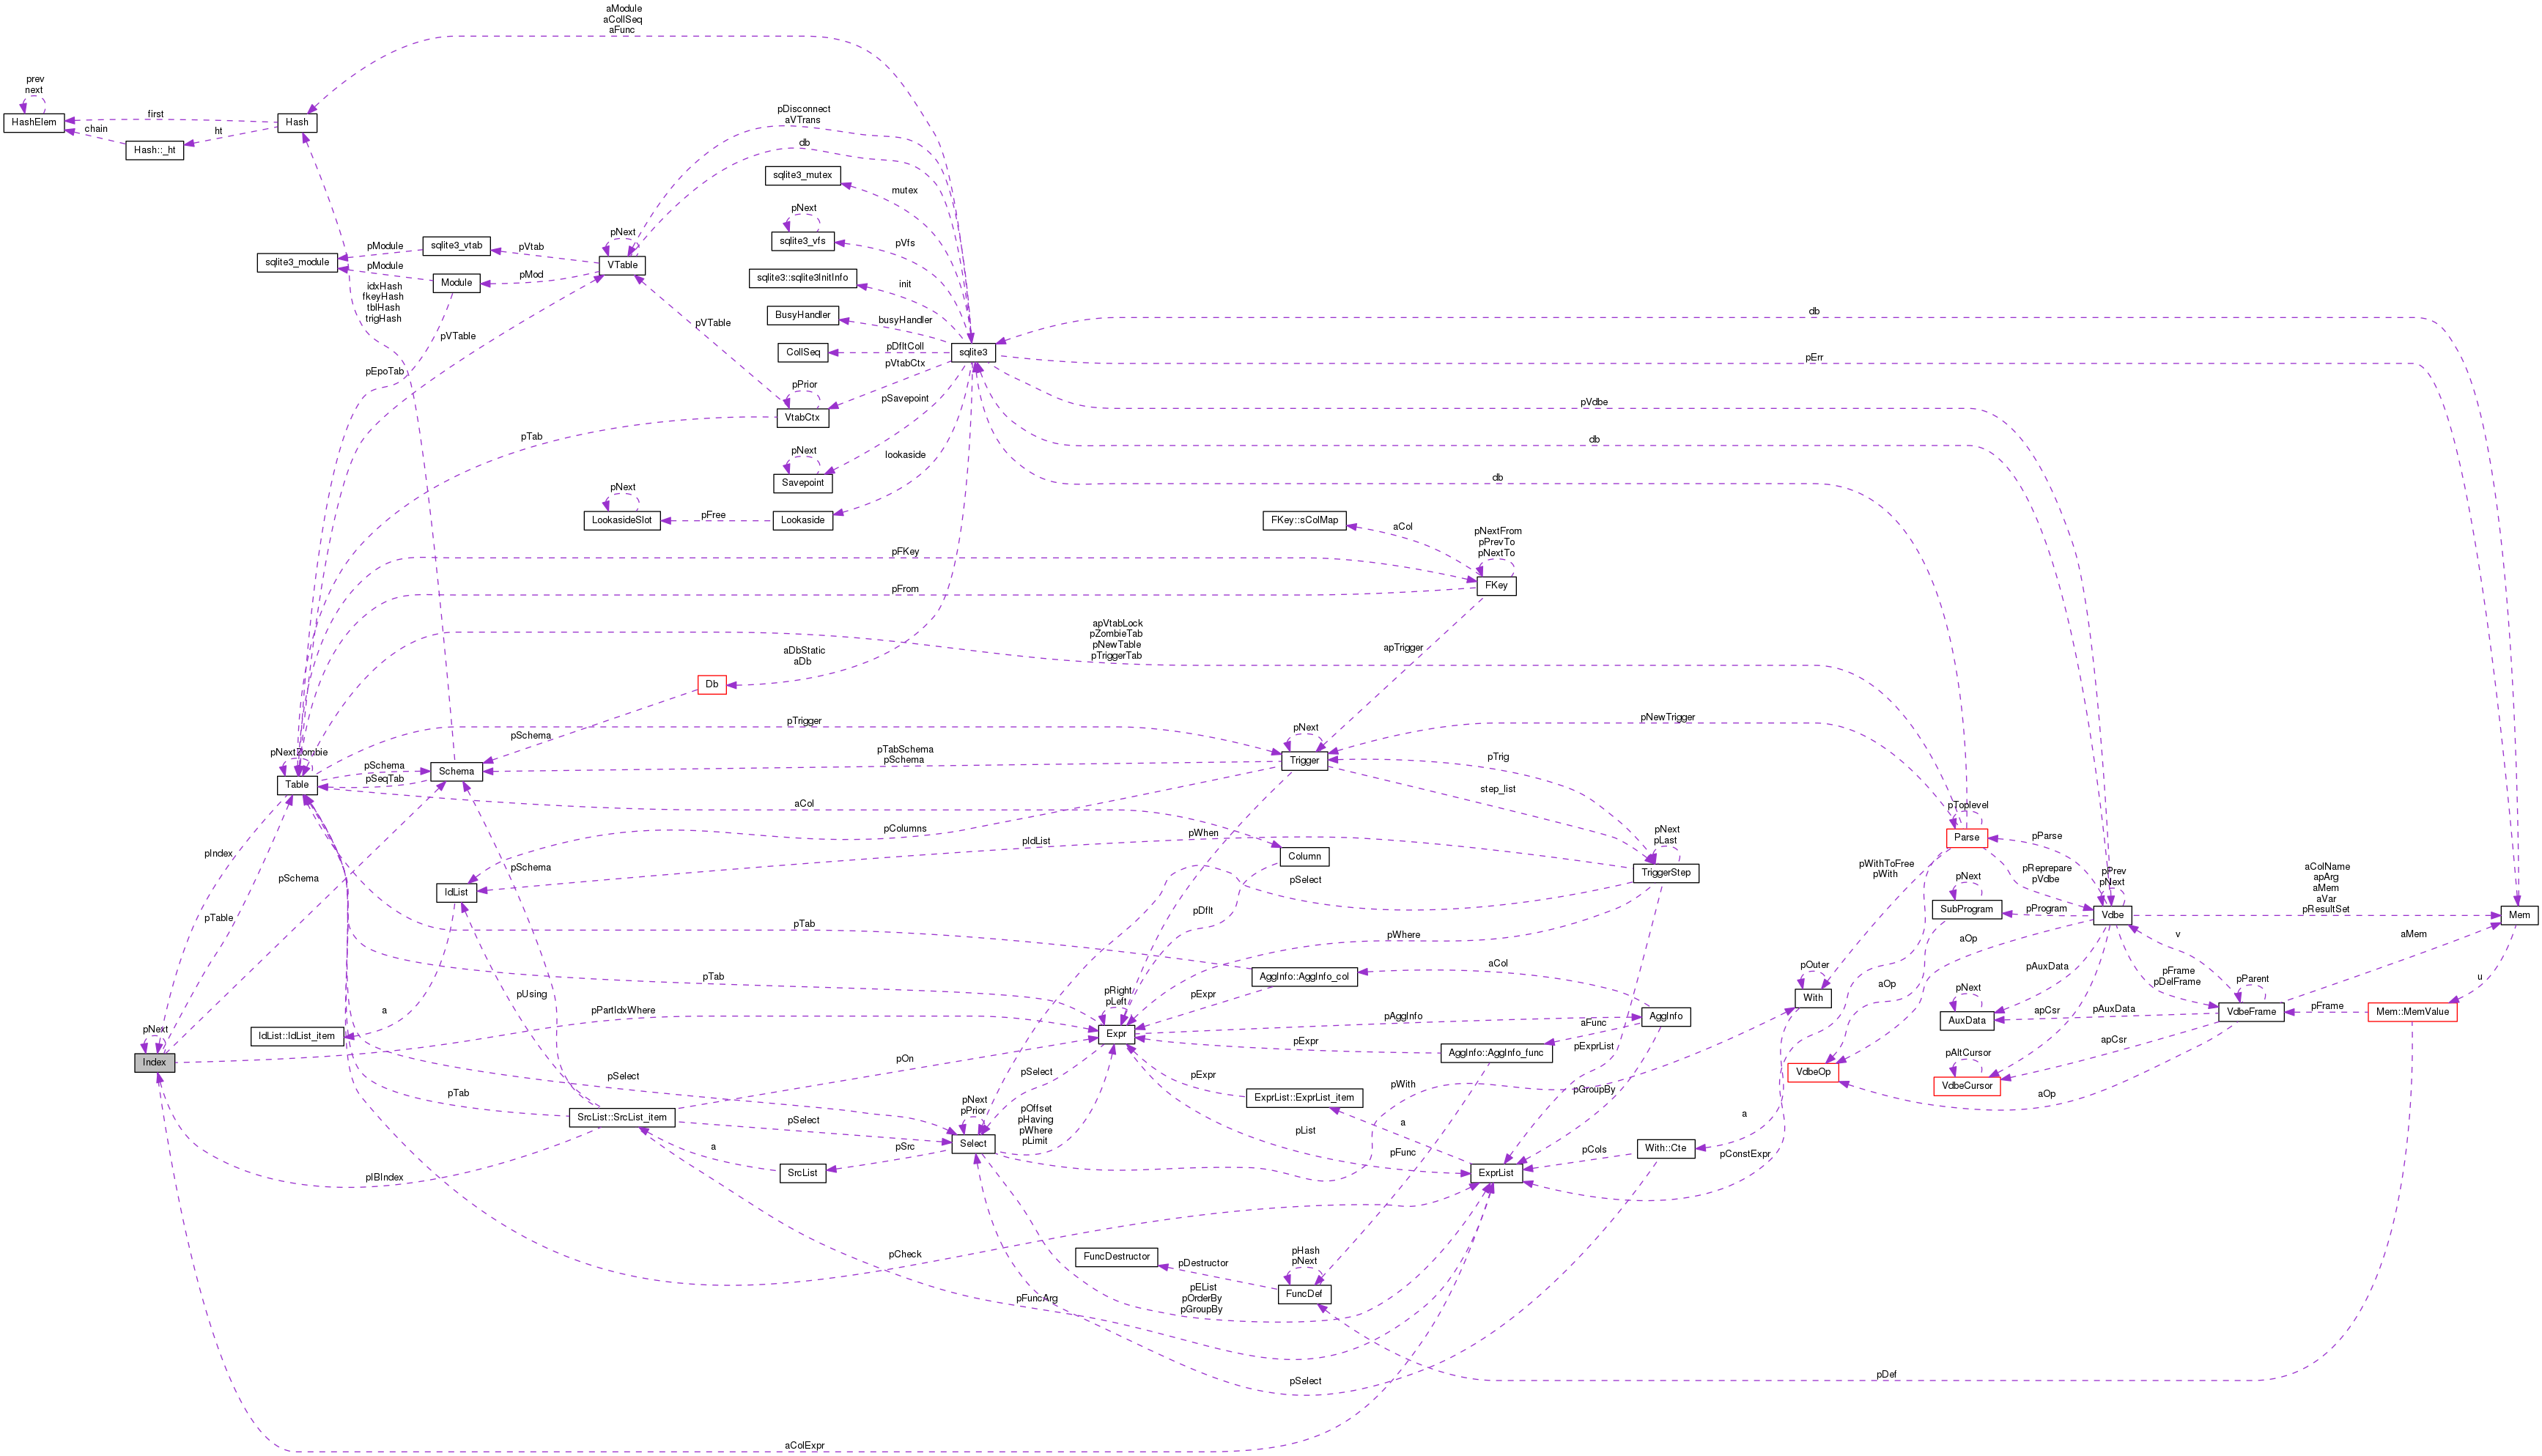 aModule
aCollSeq
aFunc
prev
next
HashElem
first
chain
Hash
ht
Hash::_ht
pDisconnect
aVTrans
db
sqlite3_mutex
mutex
pNext
sqlite3_vfs
pVfs
pNext
VTable
pVtab
sqlite3_vtab
pModule
sqlite3_module
pModule
Module
pMod
sqlite3::sqlite3InitInfo
init
idxHash
fkeyHash
tblHash
trigHash
BusyHandler
busyHandler
pVTable
pVTable
CollSeq
pDfltColl
sqlite3
db
pErr
pEpoTab
pVtabCtx
pPrior
VtabCtx
pSavepoint
pVdbe
pTab
db
pNext
Savepoint
lookaside
db
pNext
LookasideSlot
pFree
Lookaside
FKey::sColMap
aCol
pNextFrom
pPrevTo
pNextTo
FKey
pFKey
pFrom
apVtabLock
pZombieTab
pNewTable
pTriggerTab
aDbStatic
aDb
apTrigger
Db
pTrigger
pNewTrigger
pSchema
pNext
Trigger
pTabSchema
pSchema
pTrig
pNextZombie
Table
pSchema
pSeqTab
Schema
step_list
aCol
pToplevel
Parse
pParse
pColumns
pWhen
pIdList
Column
pNext
pLast
TriggerStep
pIndex
pSchema
pSchema
IdList
pSelect
pDflt
pWithToFree
pWith
pReprepare
pVdbe
pPrev
pNext
Vdbe
aColName
apArg
aMem
aVar
pResultSet
Mem
pNext
SubProgram
pProgram
pTable
pTab
pWhere
aOp
v
aMem
pTab
AggInfo::AggInfo_col
aCol
pOuter
With
aOp
pAuxData
pFrame
pDelFrame
pParent
VdbeFrame
u
pUsing
pExpr
pRight
pLeft
Expr
a
pPartIdxWhere
pAggInfo
AggInfo
pNext
AuxData
apCsr
pAuxData
pFrame
Mem::MemValue
pNext
Index
IdList::IdList_item
pOn
aFunc
pExpr
AggInfo::AggInfo_func
pExprList
apCsr
pAltCursor
VdbeCursor
VdbeOp
pSelect
pSelect
pExpr
ExprList::ExprList_item
pWith
pGroupBy
aOp
pTab
SrcList::SrcList_item
pSelect
pNext
pPrior
Select
pOffset
pHaving
pWhere
pLimit
pList
a
a
pSrc
a
SrcList
pFunc
pCols
With::Cte
pConstExpr
pIBIndex
ExprList
pCheck
FuncDestructor
pDestructor
pHash
pNext
FuncDef
pEList
pOrderBy
pGroupBy
pFuncArg
pSelect
pDef
aColExpr